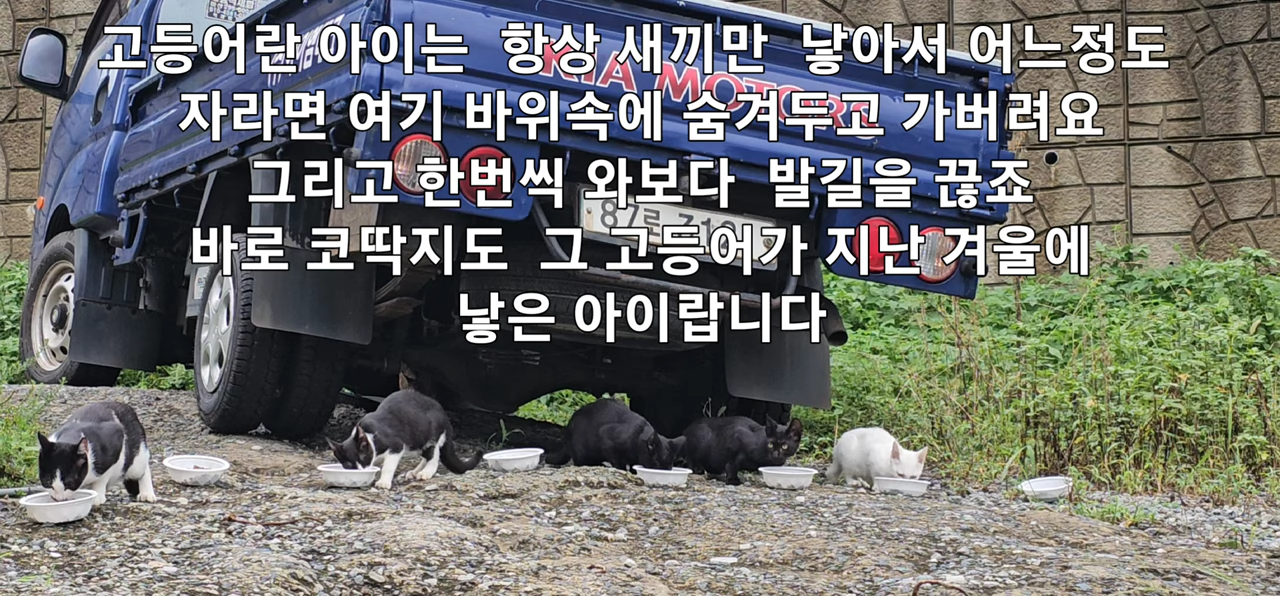 고등어란 아이는 항상 새끼만 낳아서 어느정도
자라면 여기 바위속에 숨겨두고 가버려요
그리고 한번씩 와보다 발길을 끊죠
바로 코딱지도 그 고등어가 지난 겨울에
낳은 아이랍니다
KIA MOTORS